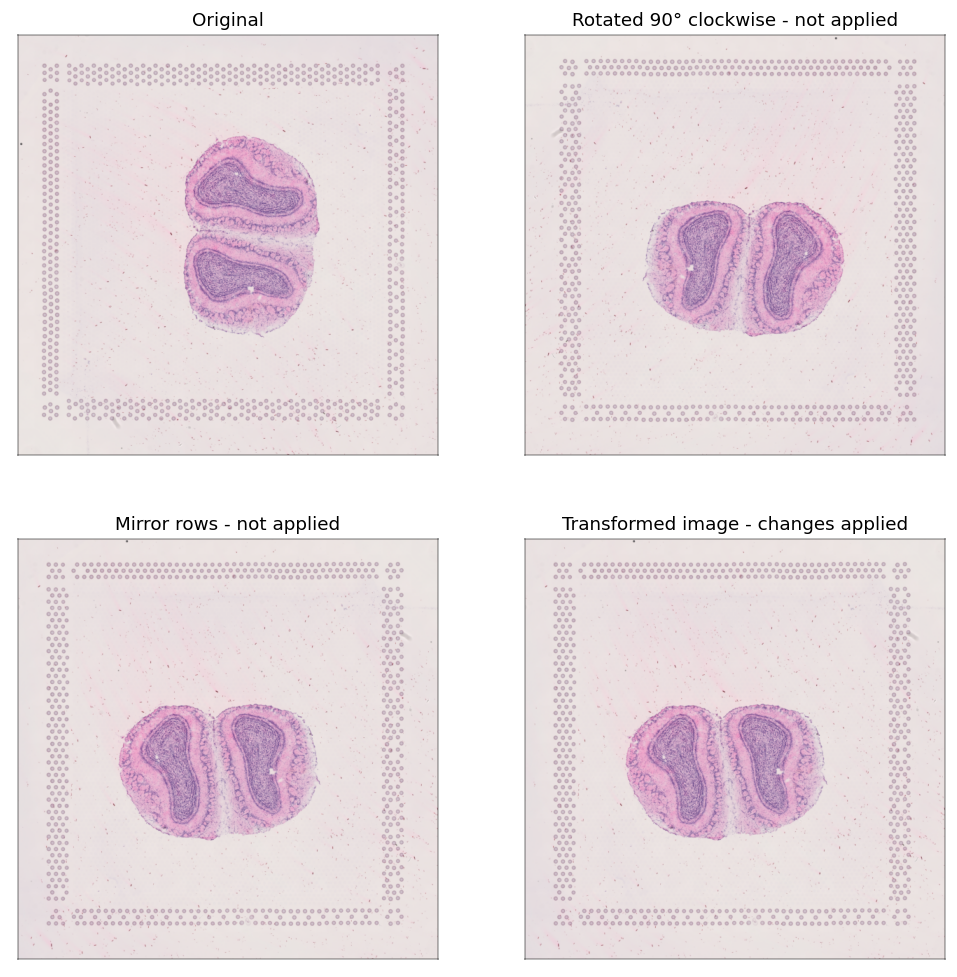 Original
Rotated 90° clockwise - not applied
Mirror rows - not applied
Transformed image - changes applied